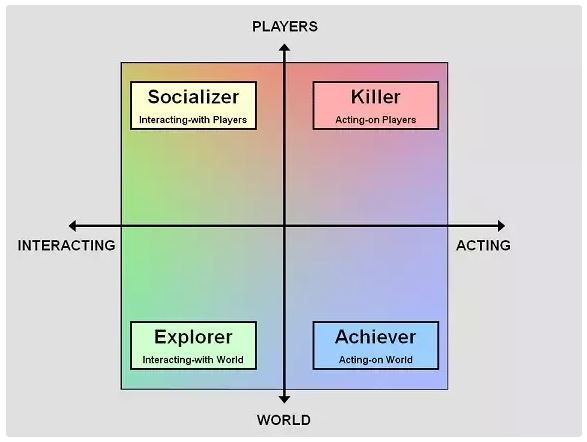 PLAYERS
Socializer
Interacting-with Players
Killer
Acting-on Players
INTERACTING
ACTING
Explorer
Interacting-with World
Achiever
Acting-on World
WORLD